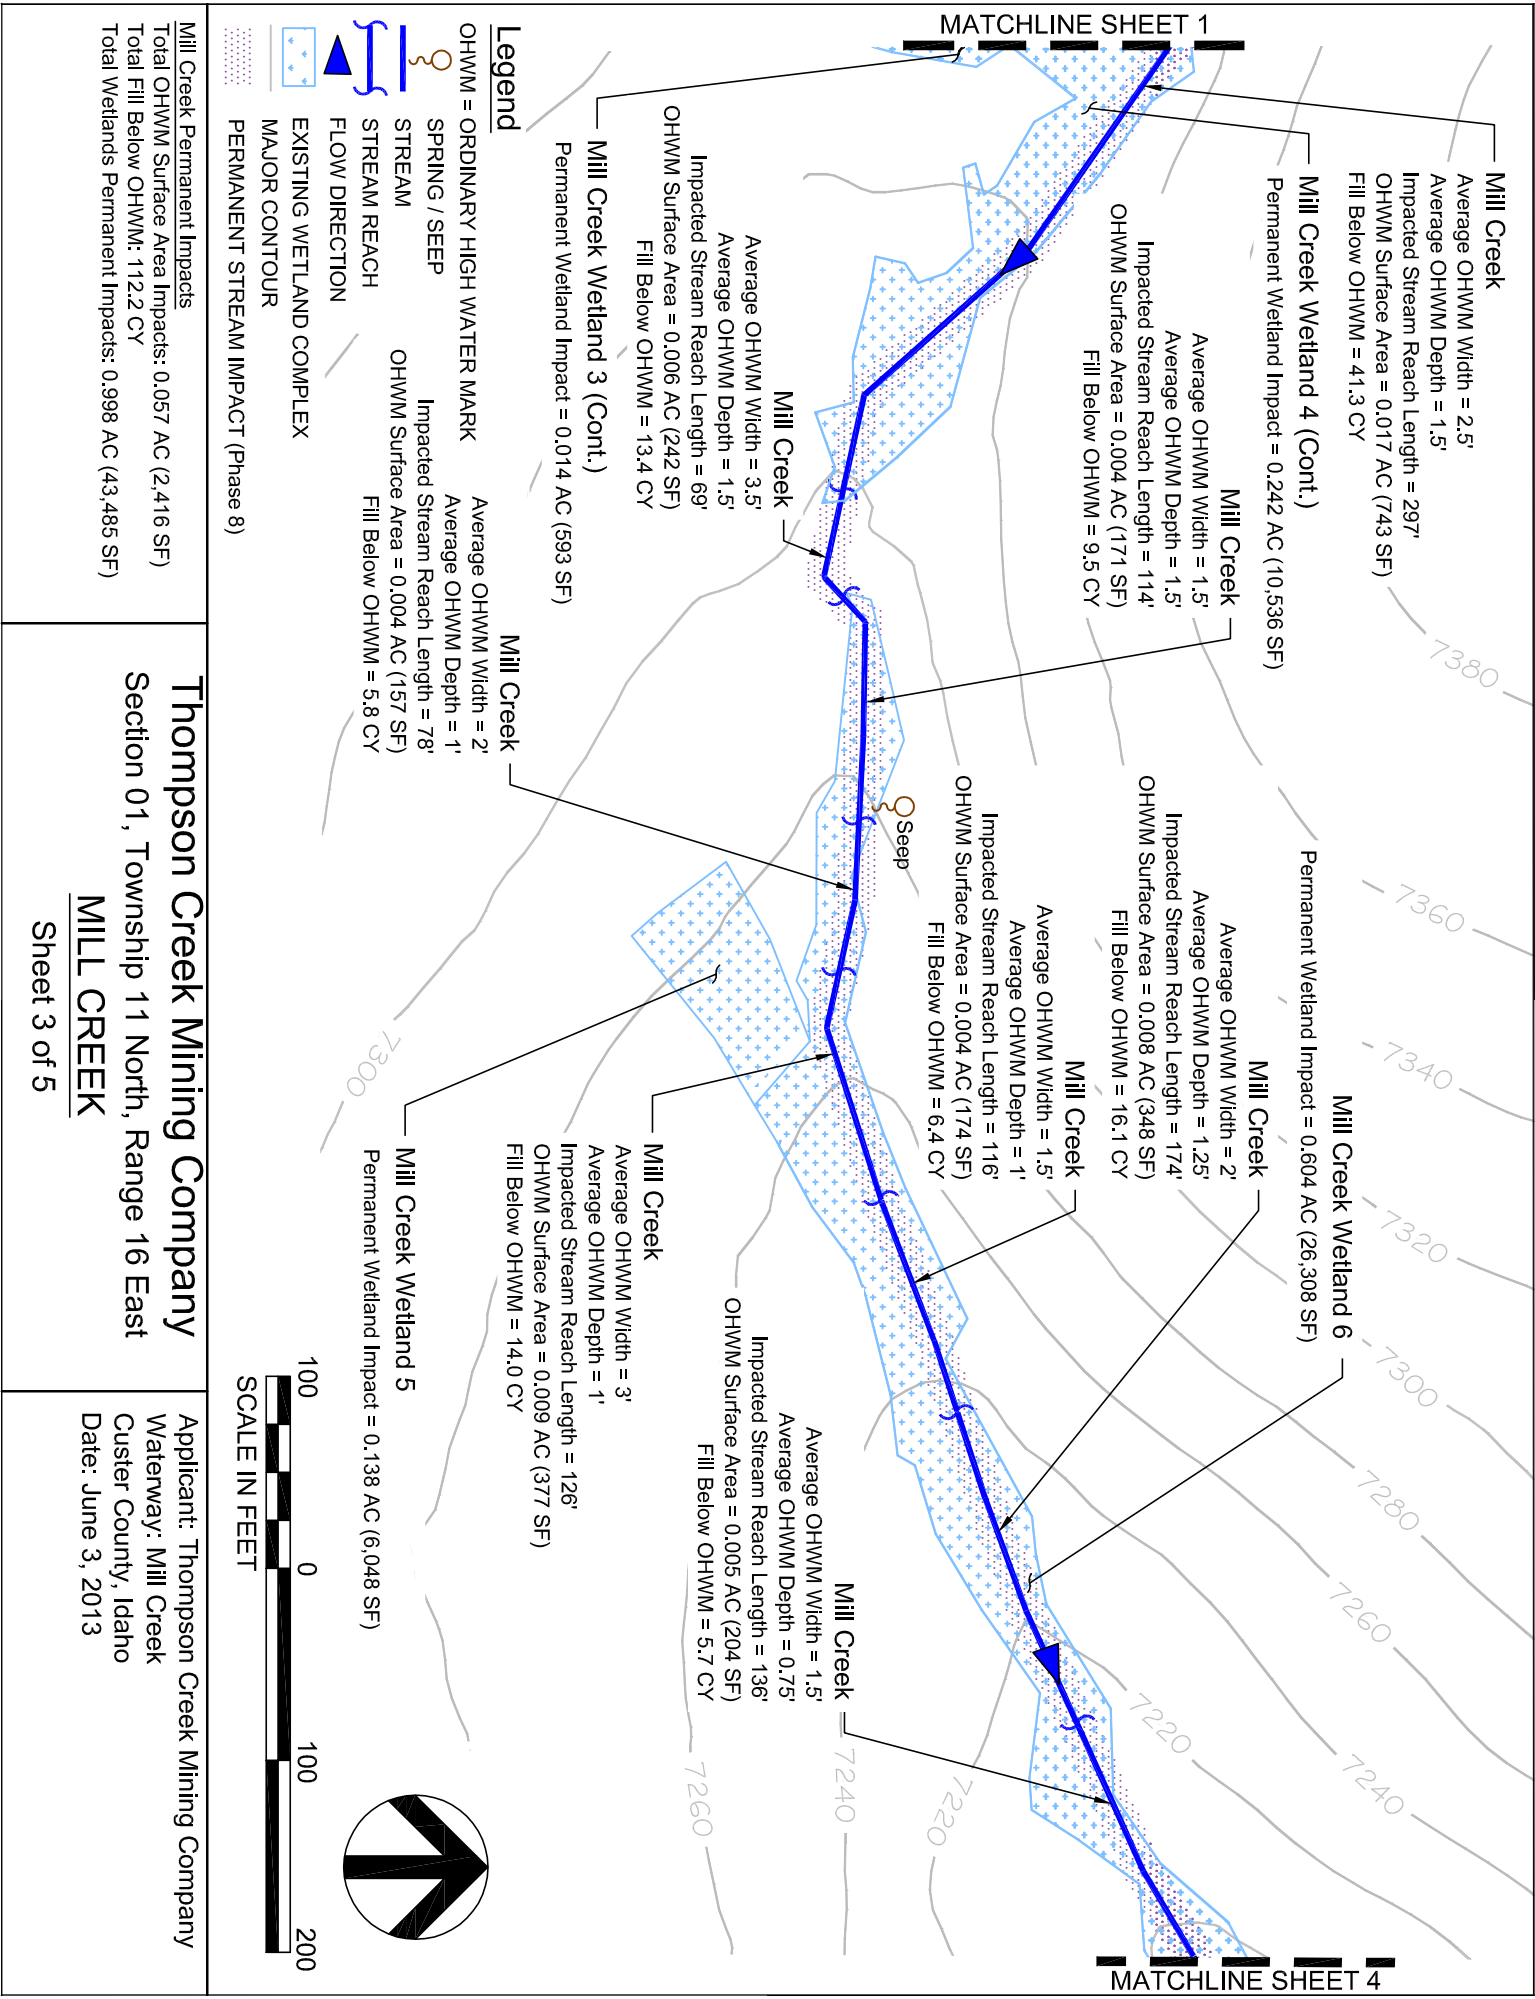 MATCHLINE SHEET 1
Mill Creek
Average OHWM Width = 2.5'
Average OHWM Depth = 1.5'
Impacted Stream Reach Length = 297'
OHWM Surface Area = 0.017 AC (743 SF)
Fill Below OHWM = 41.3 CY
Mill Creek Wetland 4 (Cont.)
Permanent Wetland Impact = 0.242 AC (10,536 SF)
Mill Creek
Average OHWM Width = 1.5'
Average OHWM Depth = 1.5'
Impacted Stream Reach Length = 114'
OHWM Surface Area = 0.004 AC (171 SF)
Fill Below OHWM = 9.5 CY
Mill Creek
Average OHWM Width = 3.5'
Average OHWM Depth = 1.5'
Impacted Stream Reach Length = 69'
OHWM Surface Area = 0.006 AC (242 SF)
Fill Below OHWM = 13.4 CY
Mill Creek Wetland 3 (Cont.)
Permanent Wetland Impact = 0.014 AC (593 SF)
Mill Creek
Average OHWM Width = 2'
Average OHWM Depth = 1'
Impacted Stream Reach Length = 78'
OHWM Surface Area = 0.004 AC (157 SF)
Fill Below OHWM = 5.8 CY
Mill Creek Wetland 6
Permanent Wetland Impact = 0.604 AC (26,308 SF)
Mill Creek
Average OHWM Width = 2'
Average OHWM Depth = 1.25'
Impacted Stream Reach Length = 174'
OHWM Surface Area = 0.008 AC (348 SF)
Fill Below OHWM = 16.1 CY
Mill Creek
Average OHWM Width = 1.5'
Average OHWM Depth = 1'
Impacted Stream Reach Length = 116'
OHWM Surface Area = 0.004 AC (174 SF)
Fill Below OHWM = 6.4 CY
Seep
Mill Creek
Average OHWM Width = 3'
Average OHWM Depth = 1'
Impacted Stream Reach Length = 126'
OHWM Surface Area = 0.009 AC (377 SF)
Fill Below OHWM = 14.0 CY
Mill Creek Wetland 5
Permanent Wetland Impact = 0.138 AC (6,048 SF)
Mill Creek
Average OHWM Width = 1.5'
Average OHWM Depth = 0.75'
Impacted Stream Reach Length = 136'
OHWM Surface Area = 0.005 AC (204 SF)
Fill Below OHWM = 5.7 CY
7380
7360
7340
7320
7300
7280
7260
7240
7220
7220
7240
7260
7300
MATCHLINE SHEET 4
Legend
OHWM = ORDINARY HIGH WATER MARK
SPRING / SEEP
STREAM
STREAM REACH
FLOW DIRECTION
EXISTING WETLAND COMPLEX
MAJOR CONTOUR
PERMANENT STREAM IMPACT (Phase 8)
100 0 100 200
SCALE IN FEET
Mill Creek Permanent Impacts
Total OHWM Surface Area Impacts: 0.057 AC (2,416 SF)
Total Fill Below OHWM: 112.2 CY
Total Wetlands Permanent Impacts: 0.998 AC (43,485 SF)
Thompson Creek Mining Company
Section 01, Township 11 North, Range 16 East
MILL CREEK
Sheet 3 of 5
Applicant: Thompson Creek Mining Company
Waterway: Mill Creek
Custer County, Idaho
Date: June 3, 2013